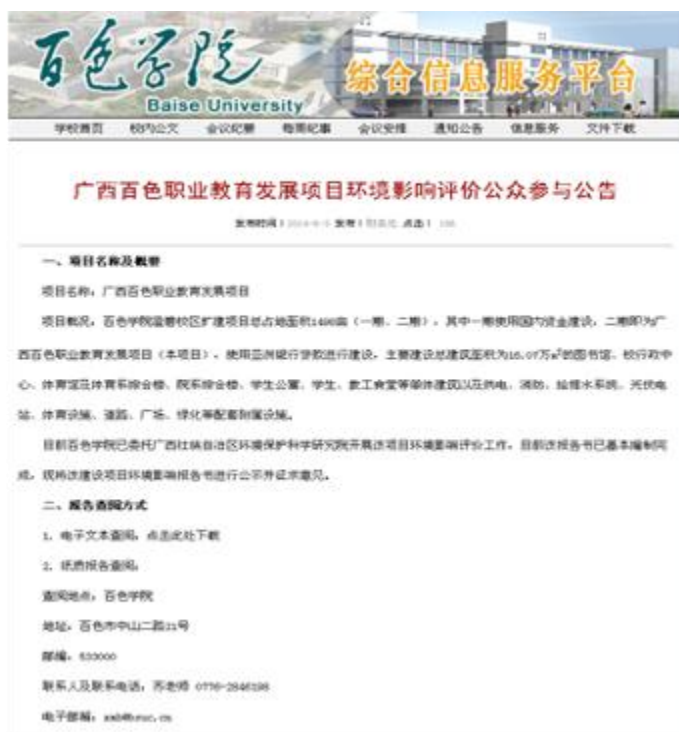 百色学院
Baise University
综合信息服务平台
学校首页 校内公文 会议纪要 每周纪事 会议安排 通知公告 信息服务 文件下载
广西百色职业教育发展项目环境影响评价公众参与公告
发布时间： 发布： 点击：
一、项目名称及概要
项目名称：广西百色职业教育发展项目
项目概况：百色学院澄碧校区扩建项目总占地面积1498亩（一期、二期），其中一期使用国内资金建设，二期即为广
西百色职业教育发展项目（本项目），使用亚洲银行贷款进行建设，主要建设总建筑面积为16.07万㎡的图书馆、校行政中
心、体育馆及体育系综合楼、院系综合楼、学生公寓、学生、教工食堂等单体建筑以及供电、消防、给排水系统、光伏电
站、体育设施、道路、广场、绿化等配套附属设施。
目前百色学院已委托广西壮族自治区环境保护科学研究院开展该项目环境影响评价工作，目前该报告书已基本编制完
成，现将该建设项目环境影响报告书进行公示并征求意见。
二、报告查阅方式
1、电子文本查阅：点击此处下载
2、纸质报告查阅：
查阅地点：百色学院
地址：百色市中山二路21号
邮编：533000
联系人及联系电话：苏老师 0776-2848198
电子邮箱：